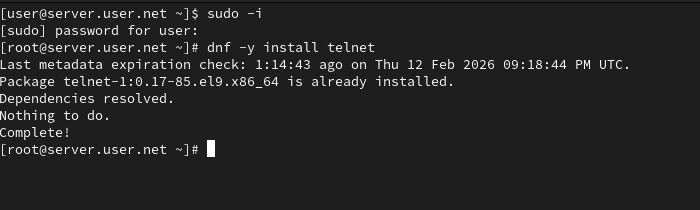 [user@server.user.net ~]$ sudo -i
[sudo] password for user:
[root@server.user.net ~]# dnf -y install telnet
Last metadata expiration check: 1:14:43 ago on Thu 12 Feb 2026 09:18:44 PM UTC.
Package telnet-1:0.17-85.el9.x86_64 is already installed.
Dependencies resolved.
Nothing to do.
Complete!
[root@server.user.net ~]#